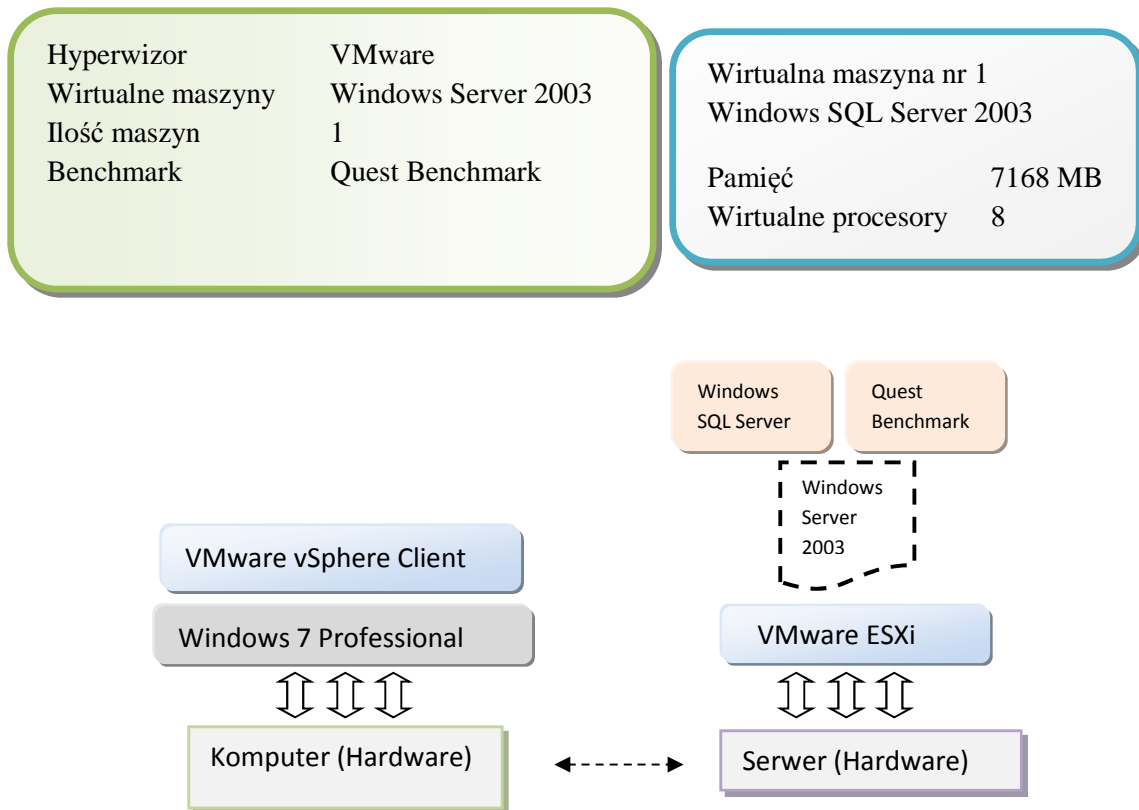 Hyperwizor VMware
Wirtualne maszyny Windows Server 2003
Ilość maszyn 1
Benchmark Quest Benchmark
Wirtualna maszyna nr 1
Windows SQL Server 2003
Pamięć 7168 MB
Wirtualne procesory 8
Windows
SQL Server
Quest
Benchmark
Windows
Server
2003
VMware vSphere Client
Windows 7 Professional
VMware ESXi
Komputer (Hardware)
Serwer (Hardware)